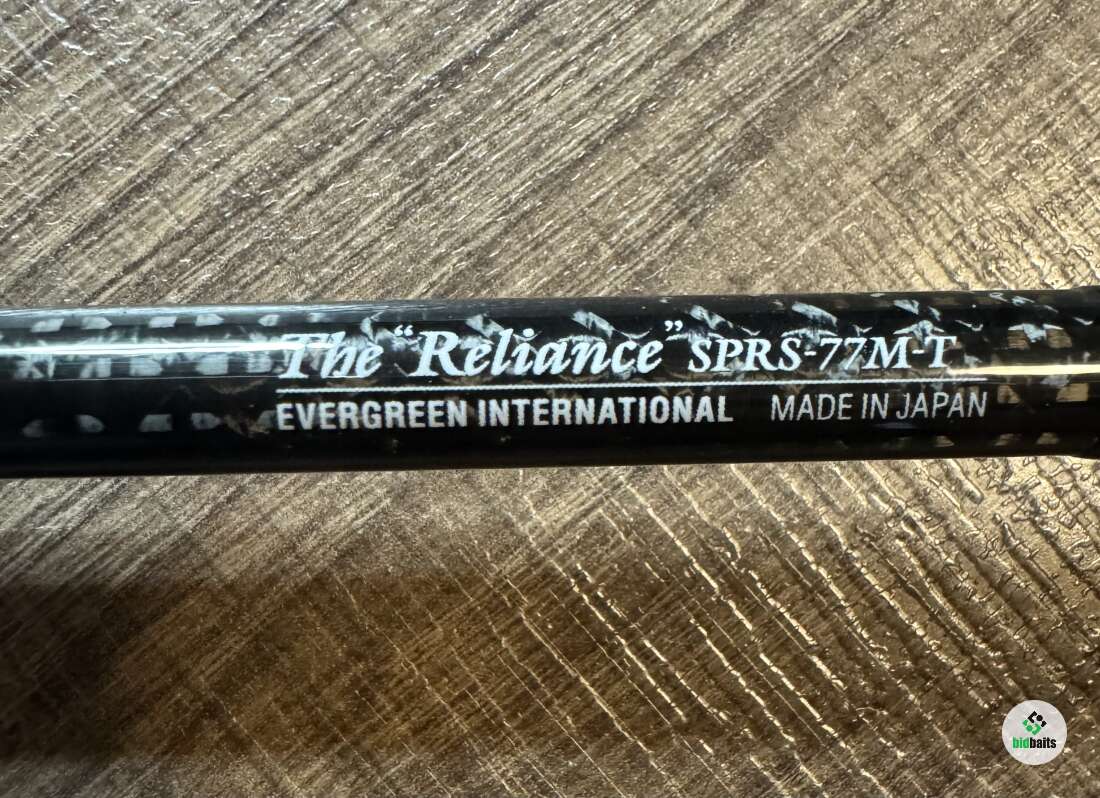 The “Reliance” SPRS-77M-T
EVERGREEN INTERNATIONAL MADE IN JAPAN
bidbaits